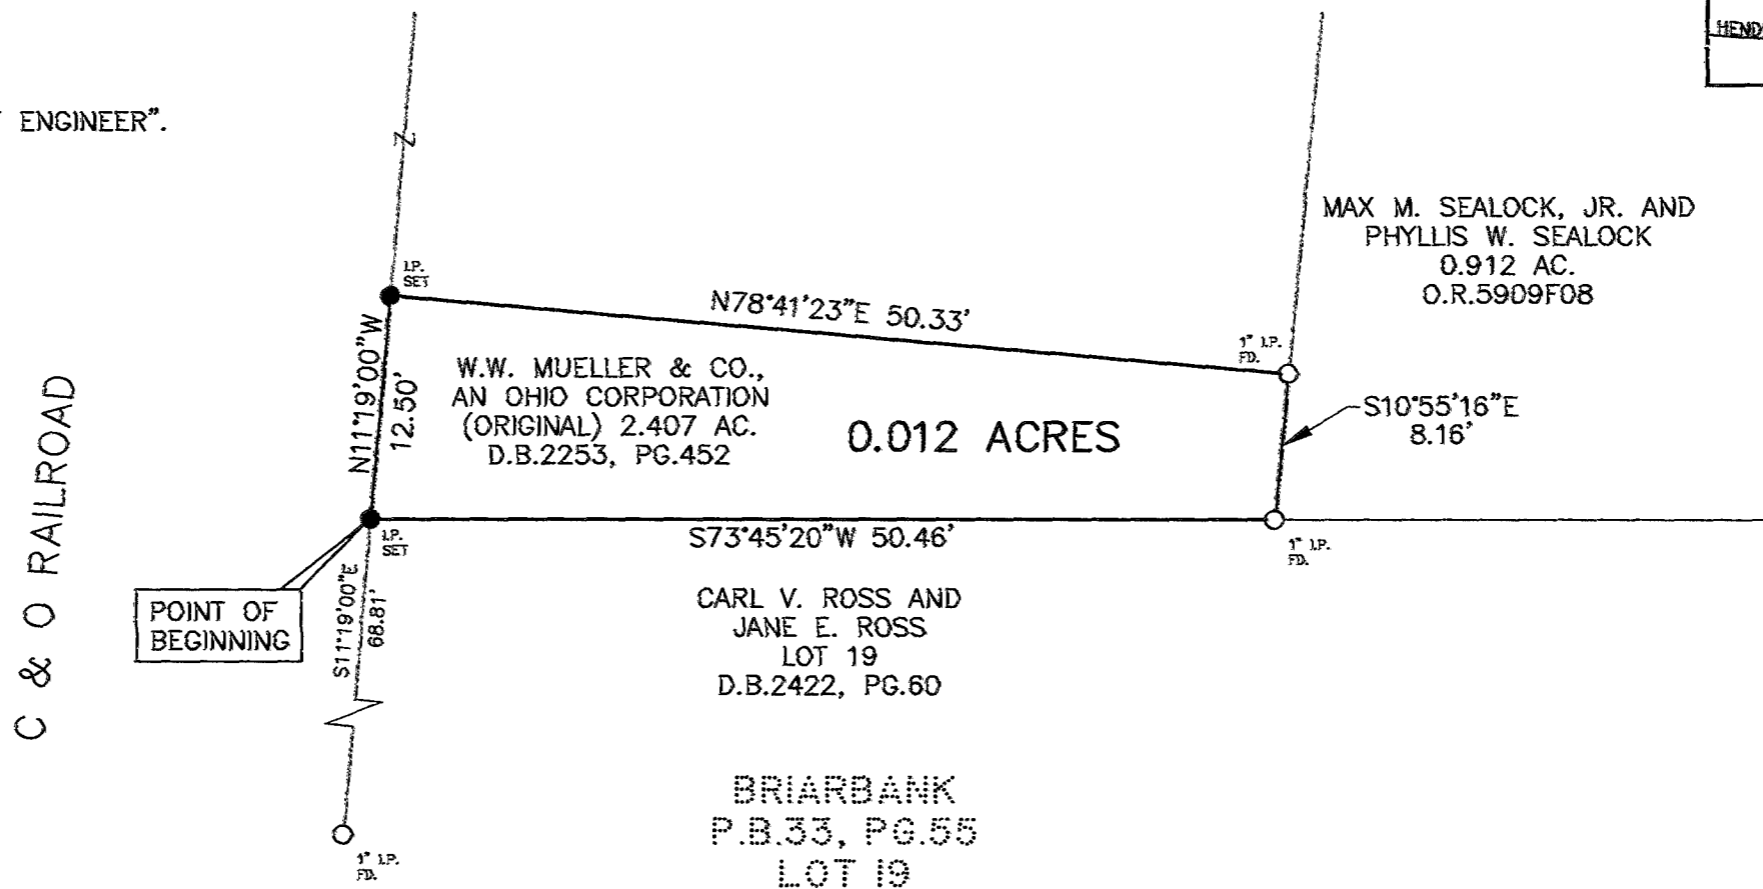 HEND
ENGINEER".
MAX M. SEALOCK, JR. AND
PHYLLIS W. SEALOCK
0.912 AC.
O.R.5909F08
I.P.
SET
N78°41'23"E 50.33'
1" I.P.
FD.
N11°19'00"W
12.50'
W.W. MUELLER & CO.,
AN OHIO CORPORATION
(ORIGINAL) 2.407 AC.
D.B.2253, PG.452
0.012 ACRES
S10°55'16"E
8.16'
C & O RAILROAD
I.P.
SET
S73°45'20"W 50.46'
1" I.P.
FD.
POINT OF
BEGINNING
S11°19'00"E
68.81'
CARL V. ROSS AND
JANE E. ROSS
LOT 19
D.B.2422, PG.60
BRIARBANK
P.B.33, PG.55
LOT 19
1" I.P.
FD.